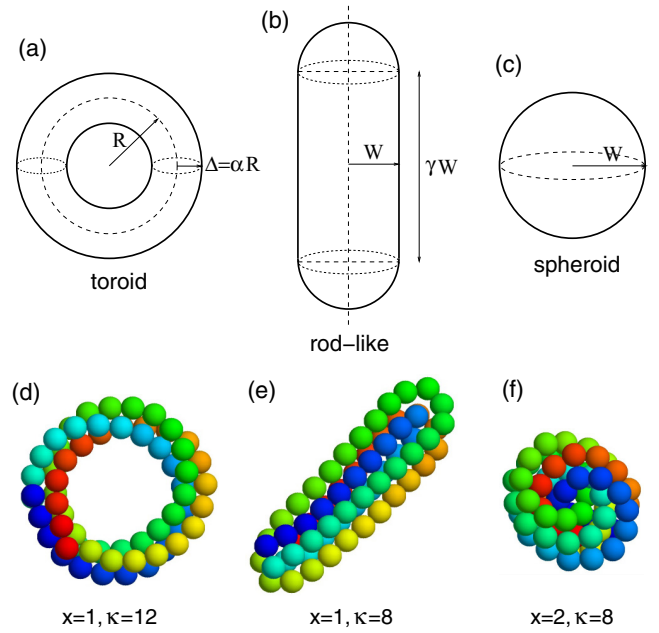 (a)
R
Δ=αR
toroid
(b)
W
γW
rod–like
(c)
W
spheroid
(d)
x=1, κ=12
(e)
x=1, κ=8
(f)
x=2, κ=8